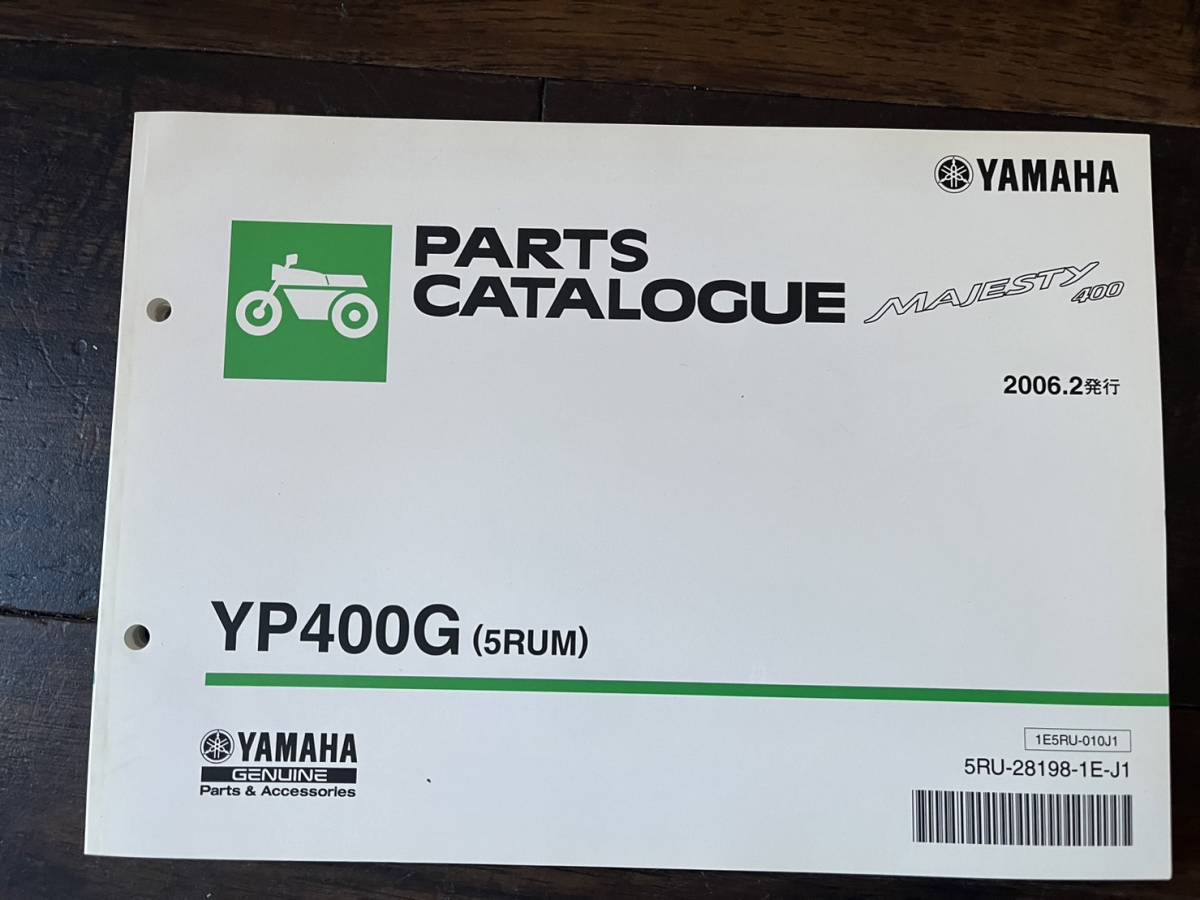 YAMAHA
PARTS
CATALOGUE
MAJESTY
400
2006.2発行
YP400G (5RUM)
YAMAHA
GENUINE
Parts & Accessories
1E5RU-010J1
5RU-28198-1E-J1